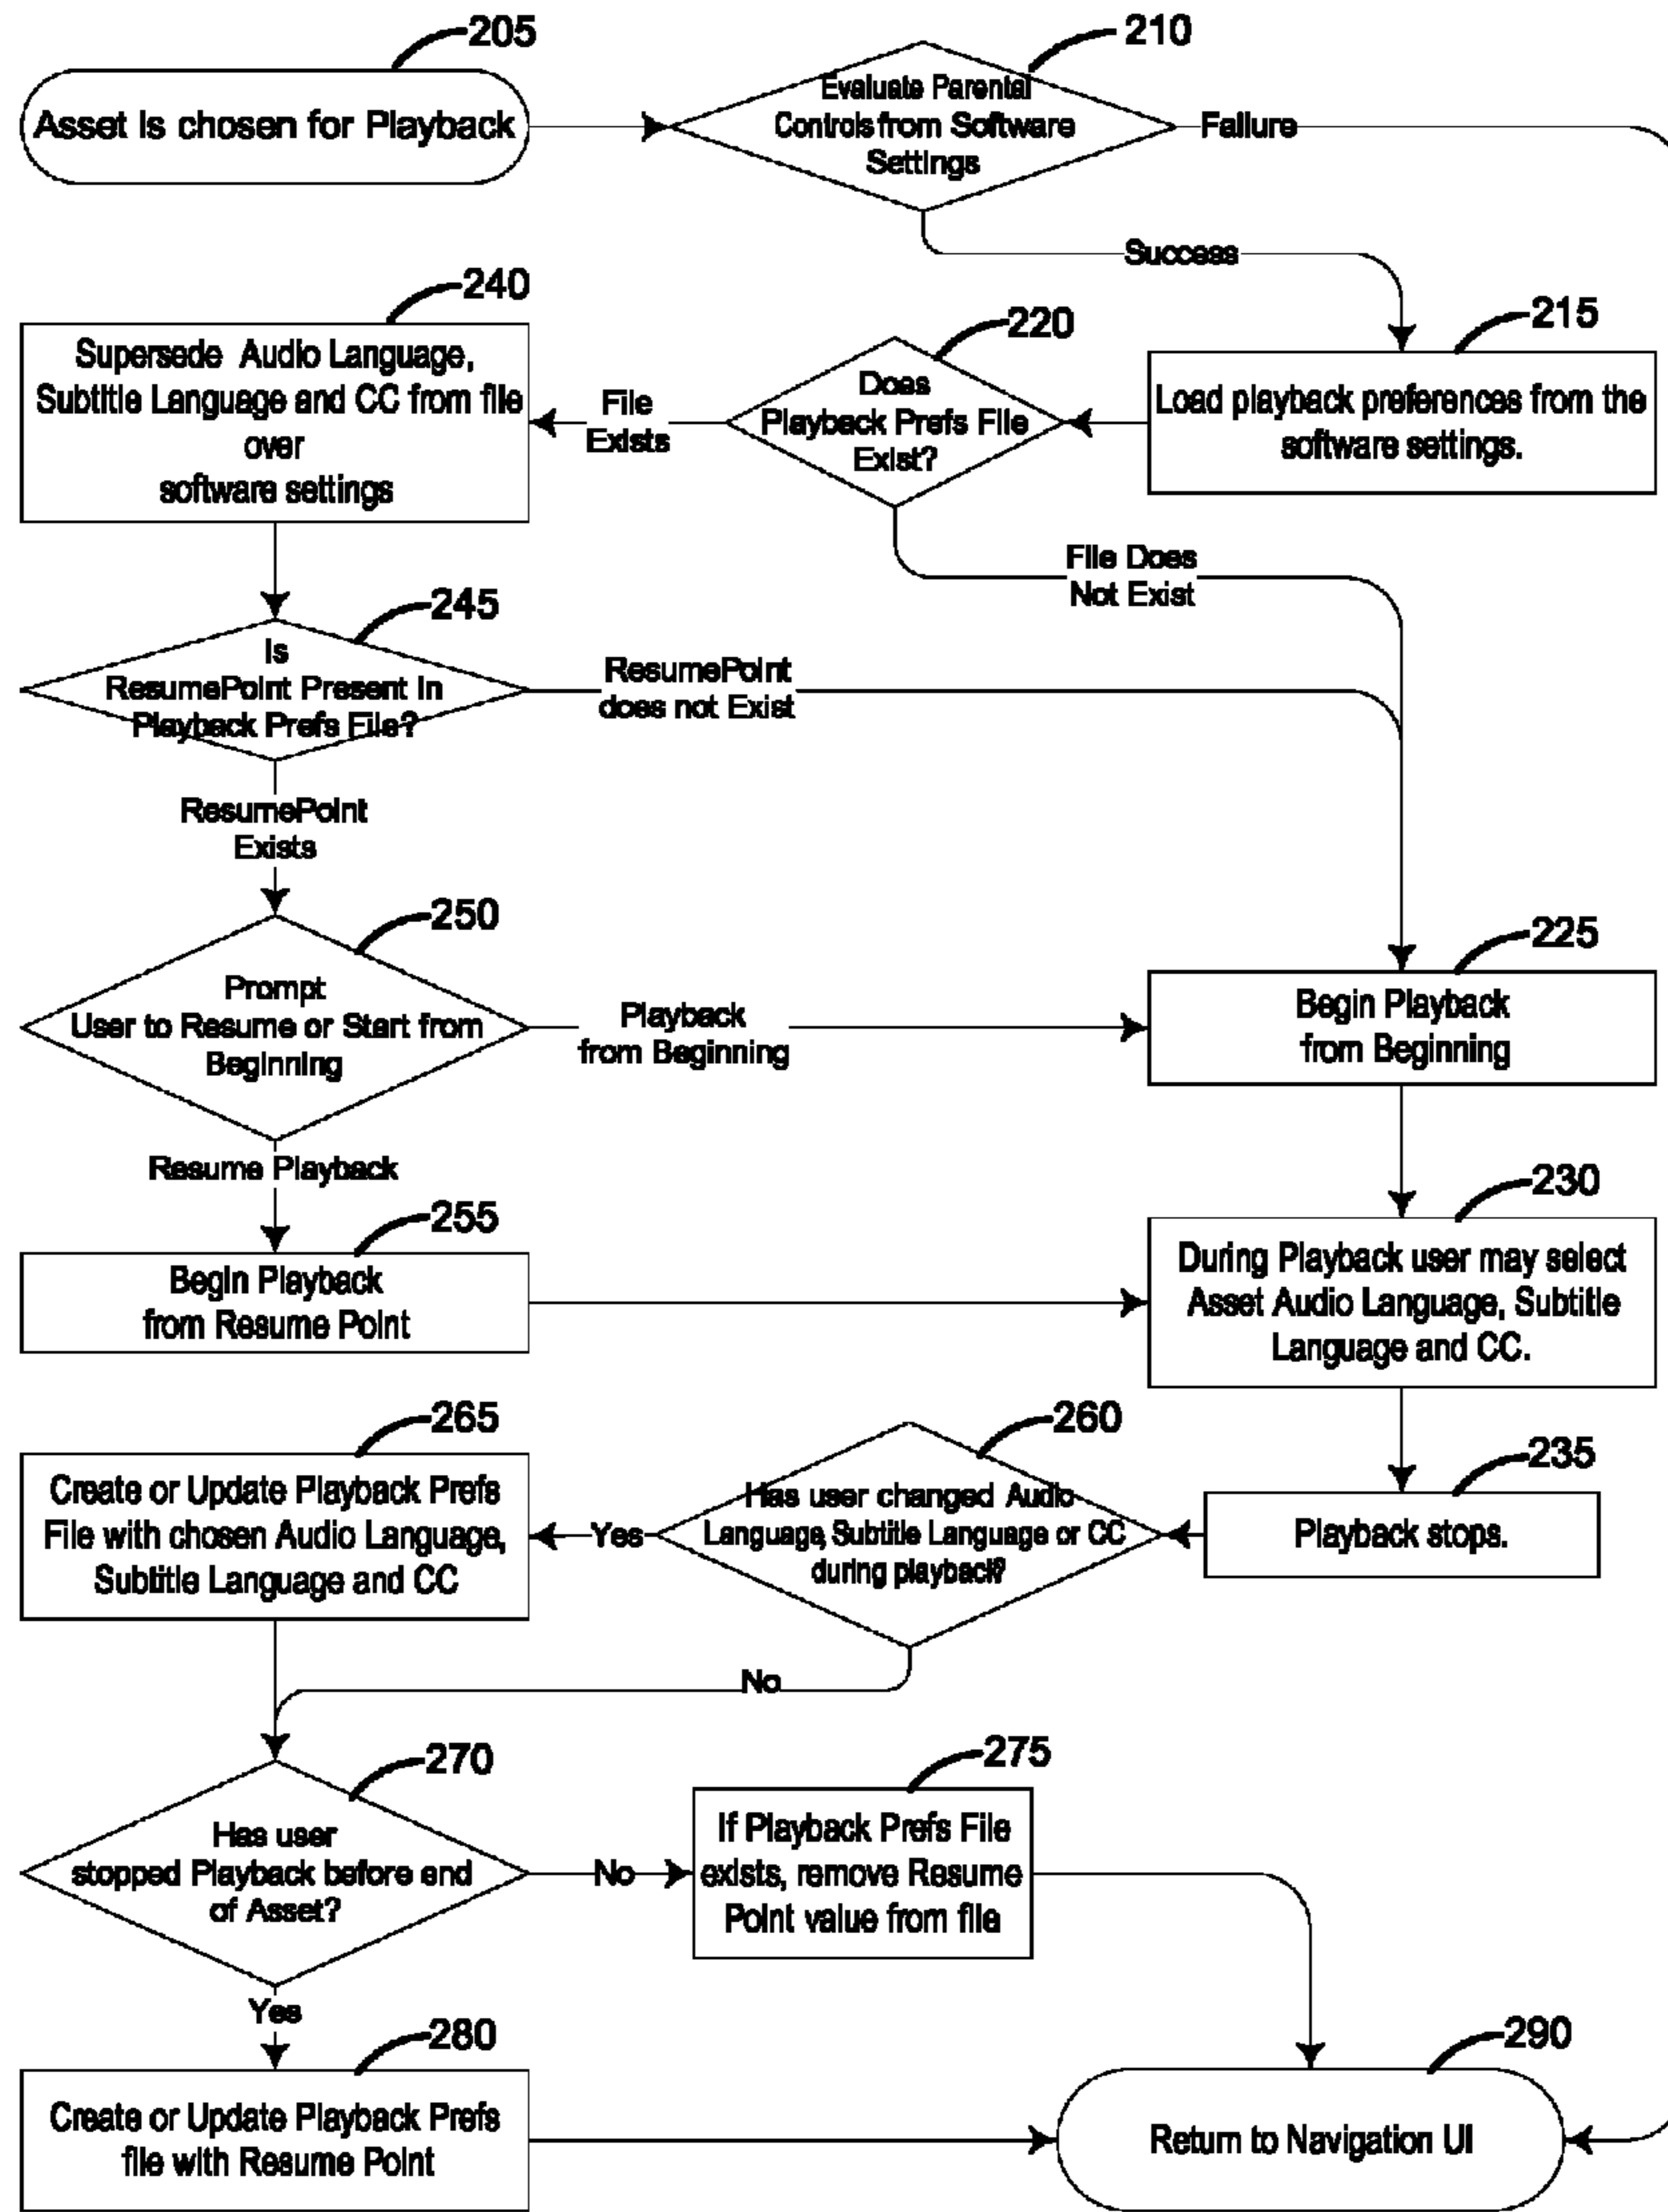 205
Asset is chosen for Playback
210
Evaluate Parental
Controls from Software
Settings
Failure
Success
215
Load playback preferences from the
software settings.
220
Does
Playback Prefs File
Exist?
File
Exists
File Does
Not Exist
240
Supersede Audio Language,
Subtitle Language and CC from file
over
software settings
245
Is
ResumePoint Present in
Playback Prefs File?
ResumePoint
does not Exist
ResumePoint
Exists
250
Prompt
User to Resume or Start from
Beginning
Playback
from Beginning
225
Begin Playback
from Beginning
Resume Playback
255
Begin Playback
from Resume Point
230
During Playback user may select
Asset Audio Language, Subtitle
Language and CC.
235
Playback stops.
260
Has user changed Audio
Language, Subtitle Language or CC
during playback?
Yes
265
Create or Update Playback Prefs
File with chosen Audio Language,
Subtitle Language and CC
No
270
Has user
stopped Playback before end
of Asset?
No
275
If Playback Prefs File
exists, remove Resume
Point value from file
Yes
280
Create or Update Playback Prefs
file with Resume Point
290
Return to Navigation UI